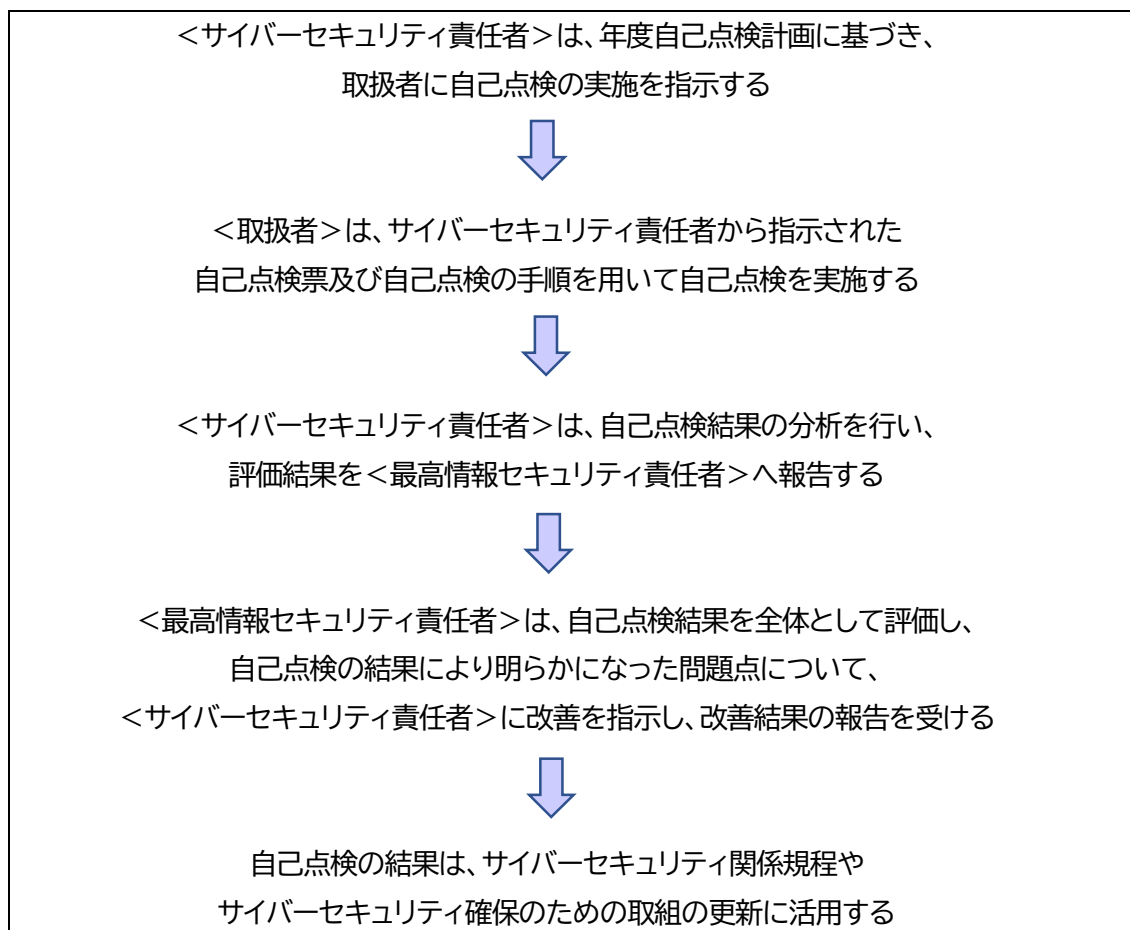 ＜サイバーセキュリティ責任者＞は、年度自己点検計画に基づき、
取扱者に自己点検の実施を指示する
＜取扱者＞は、サイバーセキュリティ責任者から指示された
自己点検票及び自己点検の手順を用いて自己点検を実施する
＜サイバーセキュリティ責任者＞は、自己点検結果の分析を行い、
評価結果を＜最高情報セキュリティ責任者＞へ報告する
＜最高情報セキュリティ責任者＞は、自己点検結果を全体として評価し、
自己点検の結果により明らかになった問題点について、
＜サイバーセキュリティ責任者＞に改善を指示し、改善結果の報告を受ける
自己点検の結果は、サイバーセキュリティ関係規程や
サイバーセキュリティ確保のための取組の更新に活用する